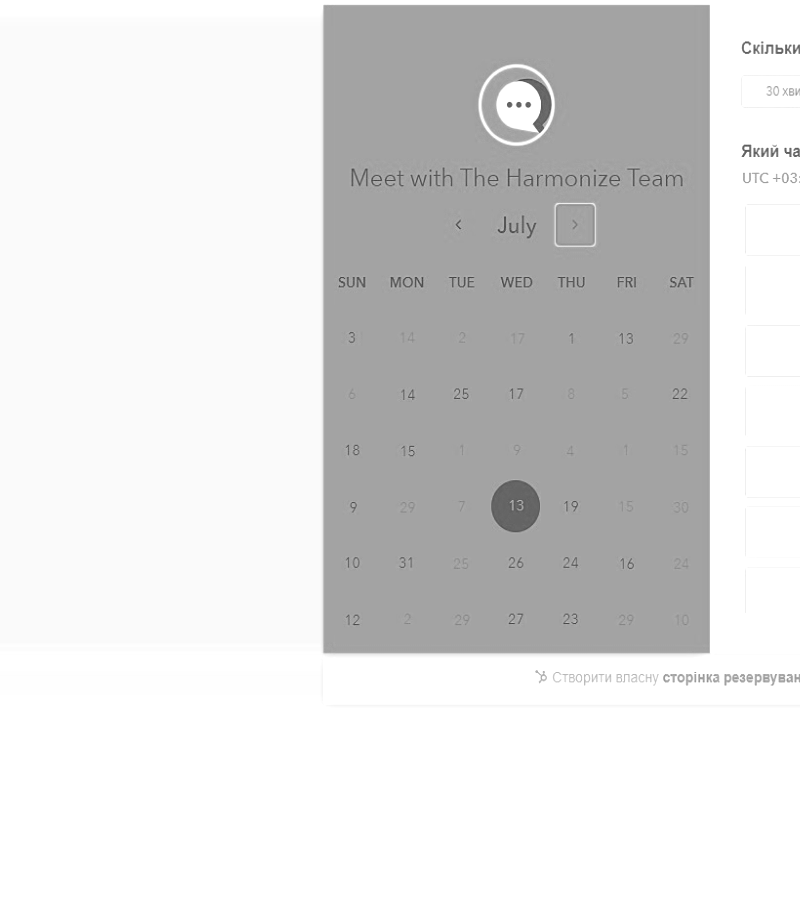 Скільки
30 хви
Meet with The Harmonize Team
Який ча
UTC +03:
July
SUN MON TUE WED THU FRI SAT
3 14 2 17 1 13 29
6 14 25 17 8 5 22
18 15 1 9 4 1 15
9 29 7 13 19 15 30
10 31 25 26 24 16 24
12 2 29 27 23 29 10
Створити власну сторінка резервуван